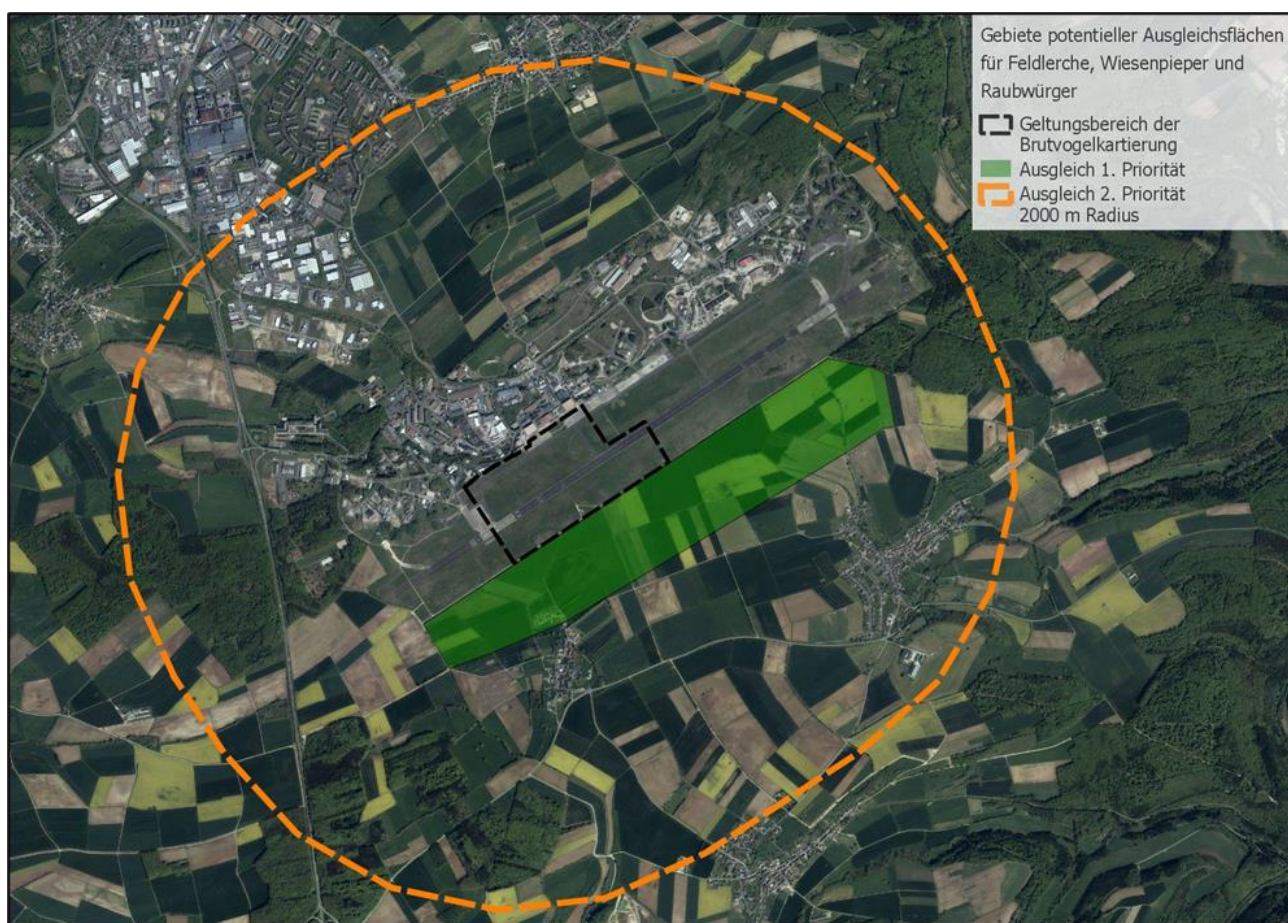 Gebiete potentieller Ausgleichsflächen
für Feldlerche, Wiesenpieper und
Raubwürger
Geltungsbereich der
Brutvogelkartierung
Ausgleich 1. Priorität
Ausgleich 2. Priorität
2000 m Radius